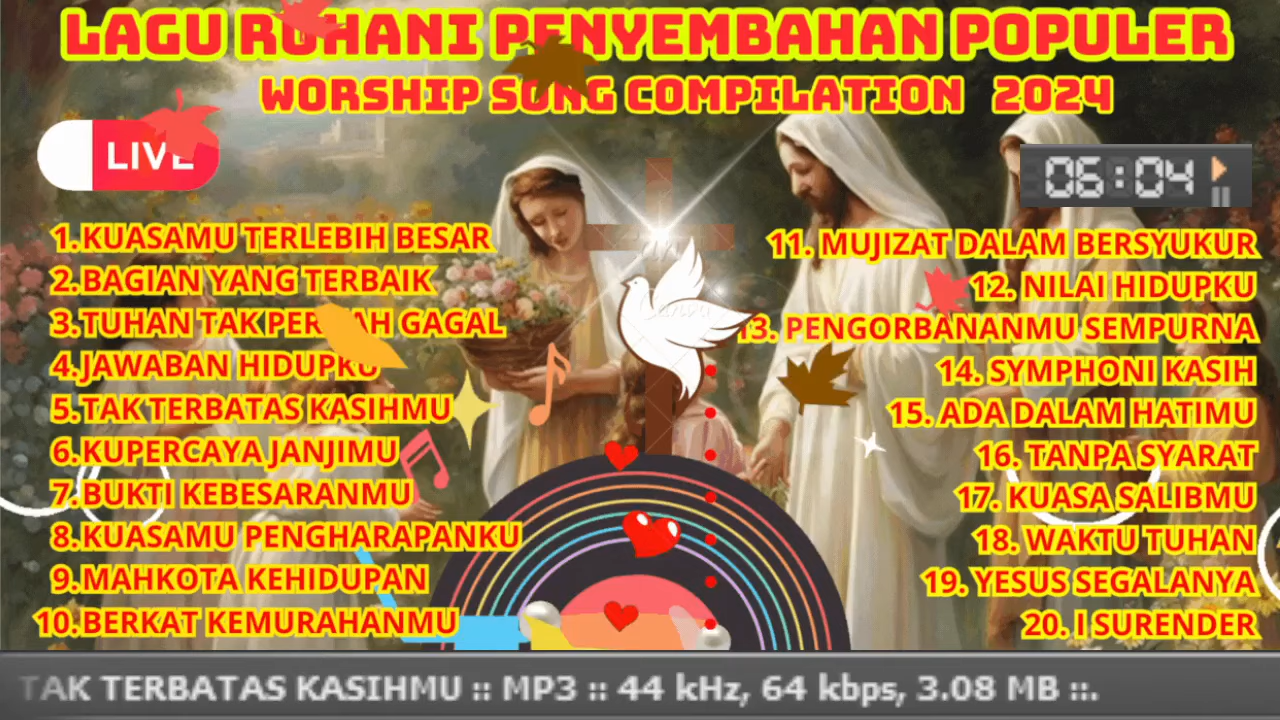 LAGU ROHANI PENYEMBAHAN POPULER
WORSHIP SONG COMPILATION 2024
LIVE
06:04
1.KUASAMU TERLEBIH BESAR
2.BAGIAN YANG TERBAIK
3.TUHAN TAK PERNAH GAGAL
4.JAWABAN HIDUPKU
5.TAK TERBATAS KASIHMU
6.KUPERCAYA JANJIMU
7.BUKTI KEBESARANMU
8.KUASAMU PENGHARAPANKU
9.MAHKOTA KEHIDUPAN
10.BERKAT KEMURAHANMU
11. MUJIZAT DALAM BERSYUKUR
12. NILAI HIDUPKU
13. PENGORBANANMU SEMPURNA
14. SYMPHONI KASIH
15. ADA DALAM HATIMU
16. TANPA SYARAT
17. KUASA SALIBMU
18. WAKTU TUHAN
19. YESUS SEGALANYA
20. I SURENDER
TAK TERBATAS KASIHMU :: MP3 :: 44 kHz, 64 kbps, 3.08 MB ::.